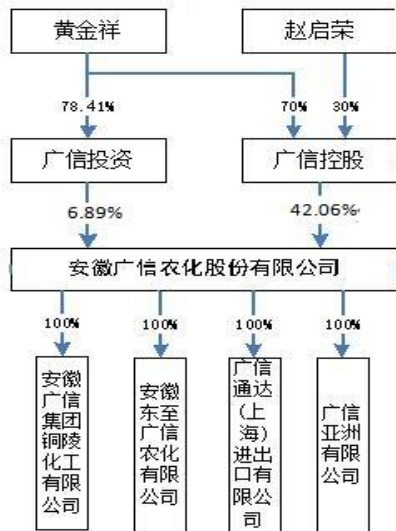 黄金祥 赵启荣
78.41% 70% 30%
广信投资 广信控股
6.89% 42.06%
安徽广信农化股份有限公司
100% 100% 100% 100%
安徽广信集团铜陵化工有限公司
安徽东至广信农化有限公司
广信通达(上海)进出口有限公司
广信亚洲有限公司